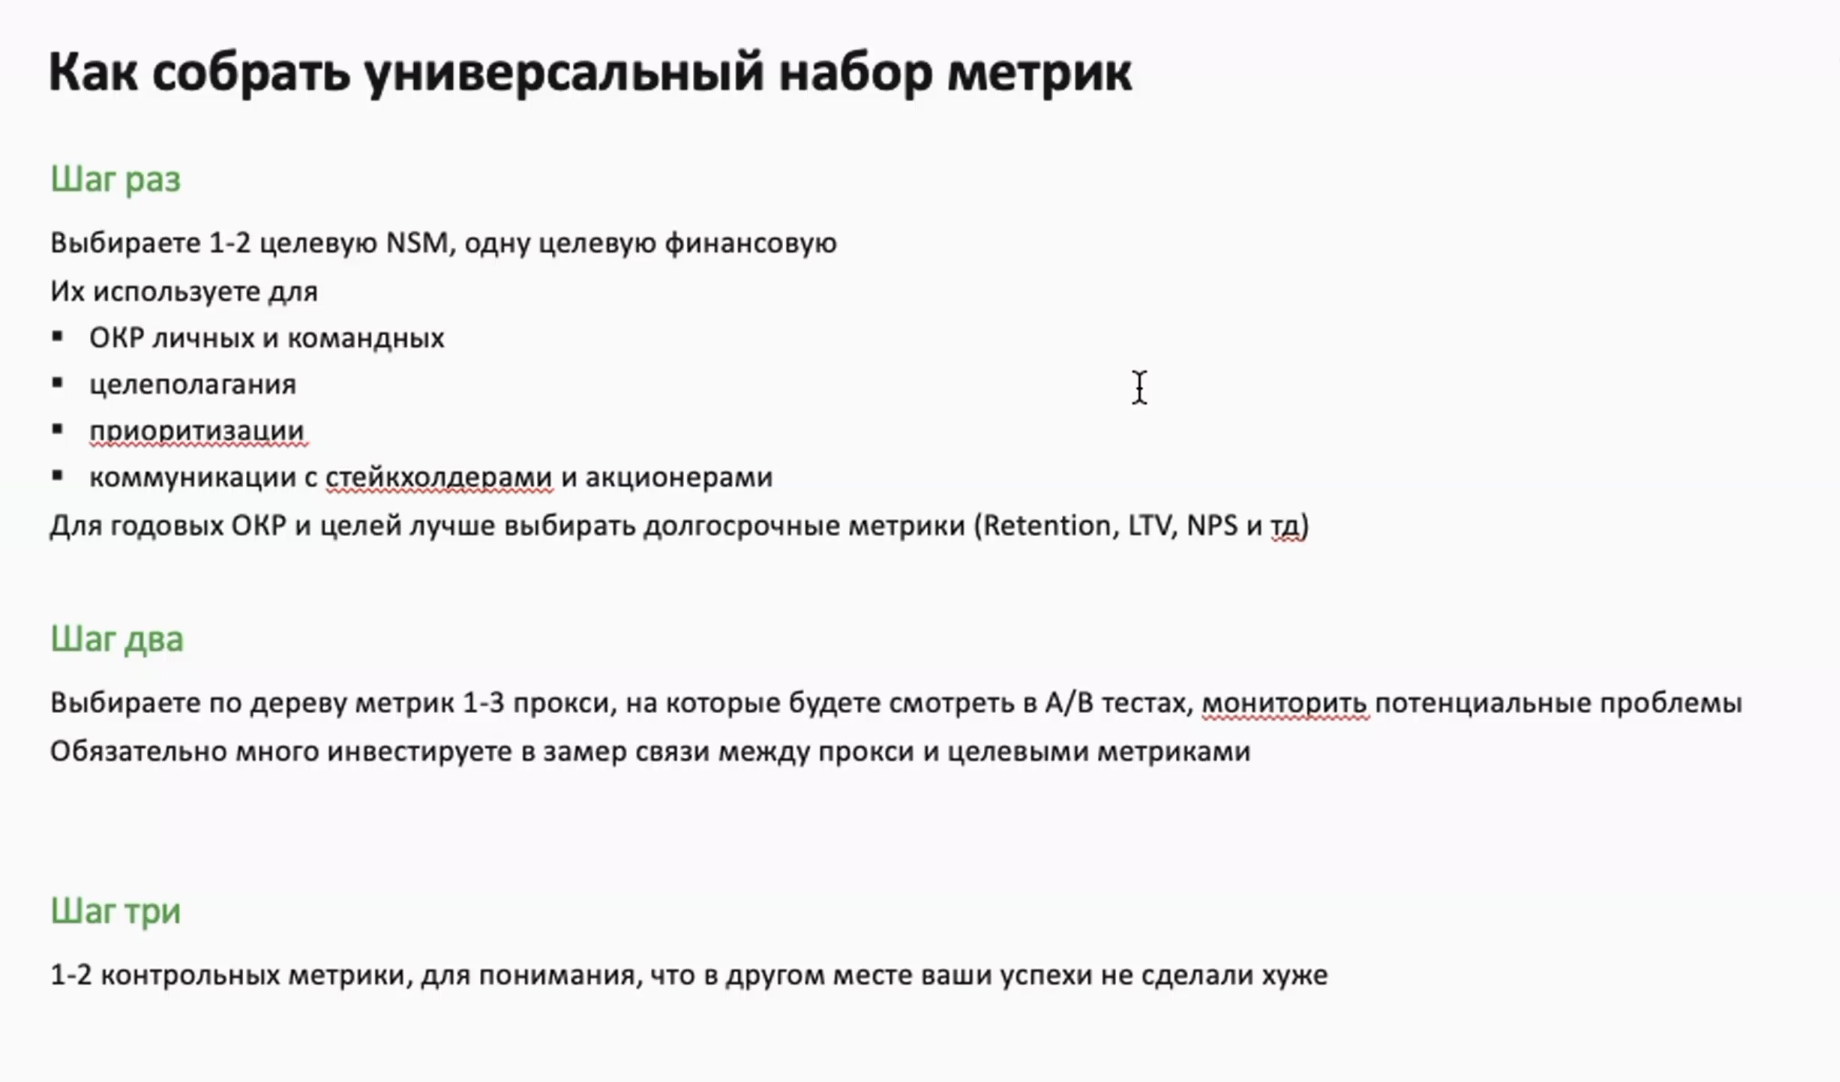 Как собрать универсальный набор метрик
Шаг раз
Выбираете 1-2 целевую NSM, одну целевую финансовую
Их используете для
▪ ОКР личных и командных
▪ целеполагания
▪ приоритизации
▪ коммуникации с стейкхолдерами и акционерами
Для годовых ОКР и целей лучше выбирать долгосрочные метрики (Retention, LTV, NPS и тд)
Шаг два
Выбираете по дереву метрик 1-3 прокси, на которые будете смотреть в A/B тестах, мониторить потенциальные проблемы
Обязательно много инвестируете в замер связи между прокси и целевыми метриками
Шаг три
1-2 контрольных метрики, для понимания, что в другом месте ваши успехи не сделали хуже